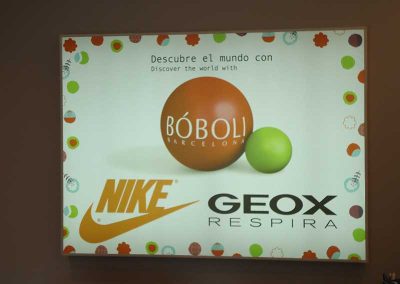 Descubre el mundo con
Discover the world with
BÓBOLI
BARCELONA
NIKE
GEOX
RESPIRA